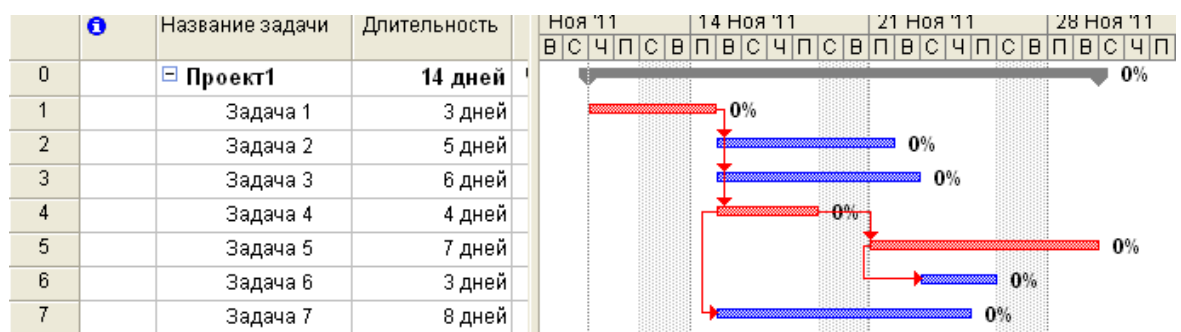 Название задачи Длительность Ноя '11 14 Ноя '11 21 Ноя '11 28 Ноя '11
В С Ч П С В П В С Ч П С В П В С Ч П С В П В С Ч П
0 Проект1 14 дней Ч 0%
1 Задача 1 3 дней 0%
2 Задача 2 5 дней 0%
3 Задача 3 6 дней 0%
4 Задача 4 4 дней 0%
5 Задача 5 7 дней 0%
6 Задача 6 3 дней 0%
7 Задача 7 8 дней 0%